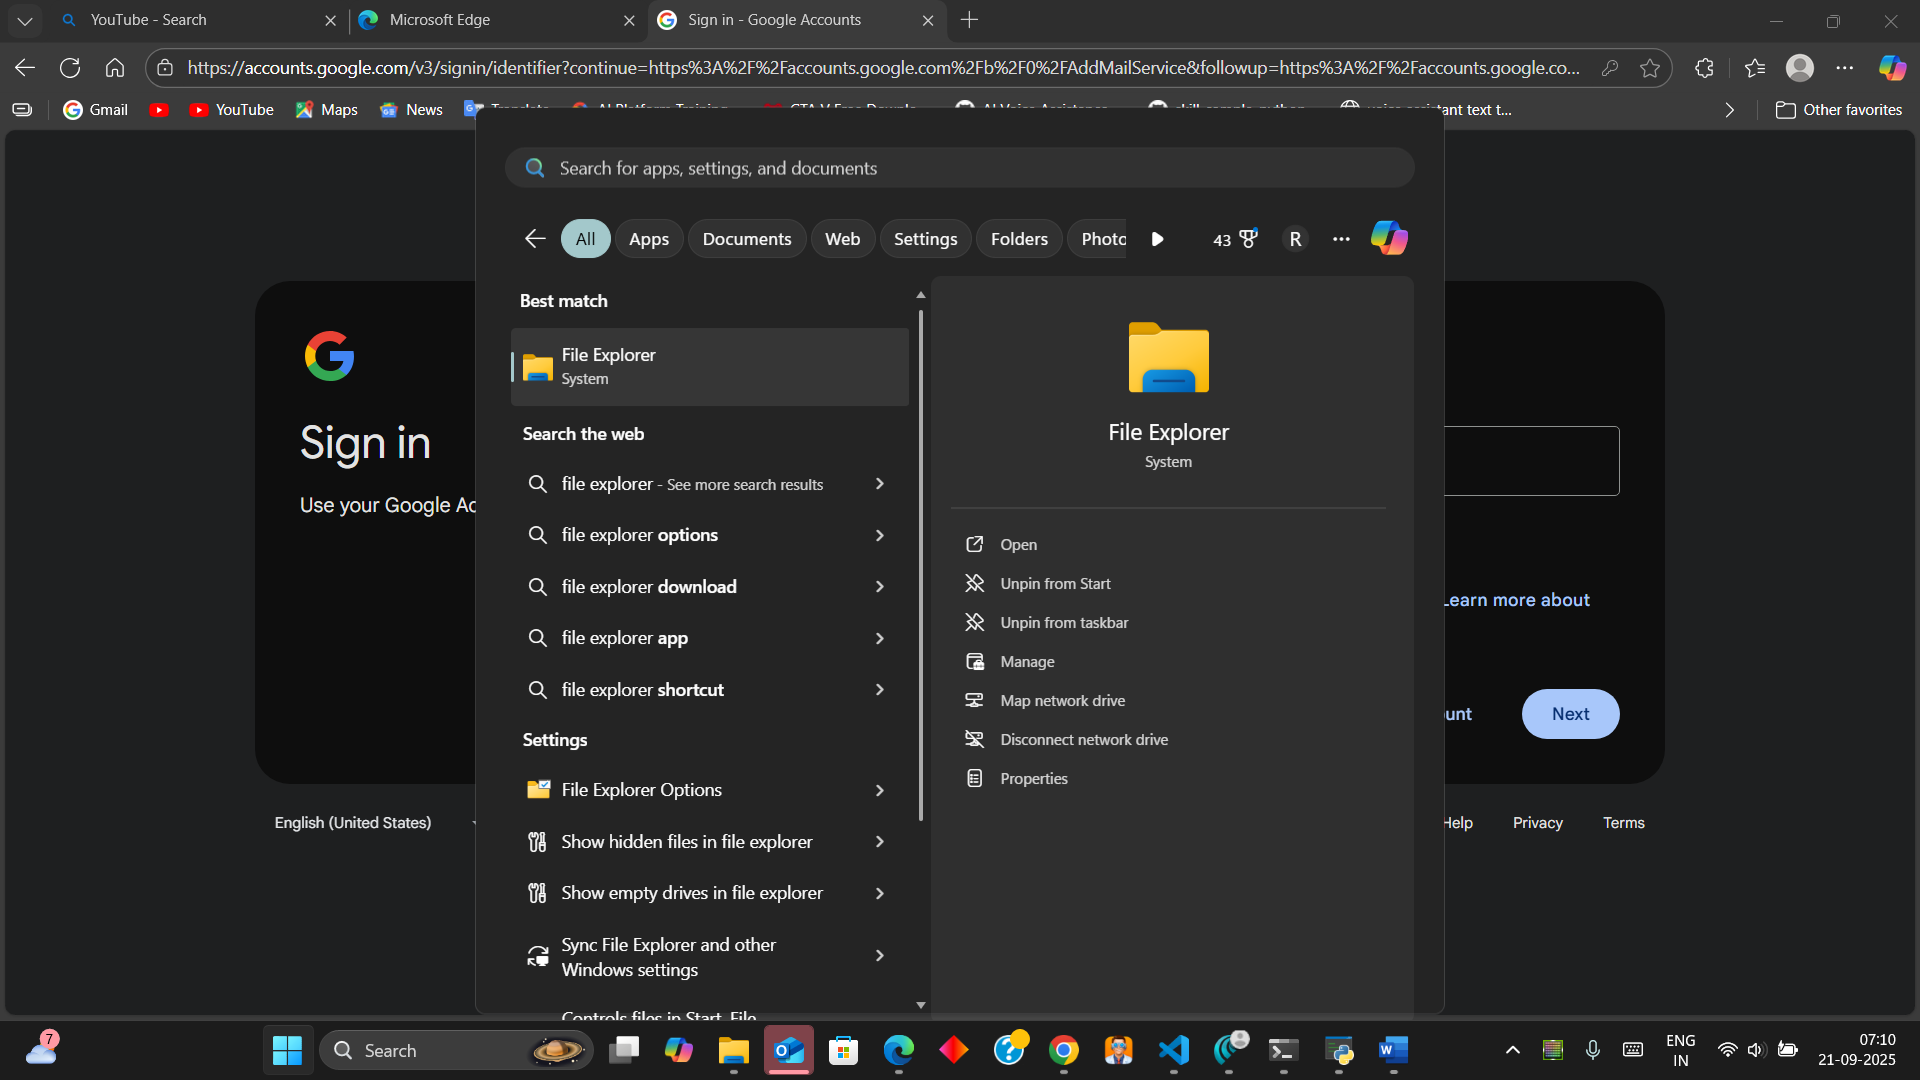 YouTube - Search
Microsoft Edge
Sign in - Google Accounts
https://accounts.google.com/v3/signin/identifier?continue=https%3A%2F%2Faccounts.google.com%2Fb%2F0%2FAddMailService&followup=https%3A%2F%2Faccounts.google.co...
Gmail
YouTube
Maps
News
ant text t...
Other favorites
Search for apps, settings, and documents
All
Apps
Documents
Web
Settings
Folders
Photo
43
R
Best match
File Explorer
System
Search the web
file explorer - See more search results
file explorer options
file explorer download
file explorer app
file explorer shortcut
Settings
File Explorer Options
Show hidden files in file explorer
Show empty drives in file explorer
Sync File Explorer and other
Windows settings
Controls files in Start, File
File Explorer
System
Open
Unpin from Start
Unpin from taskbar
Manage
Map network drive
Disconnect network drive
Properties
Sign in
Use your Google Ac
Learn more about
unt
Next
English (United States)
Help
Privacy
Terms
7
Search
ENG
IN
07:10
21-09-2025